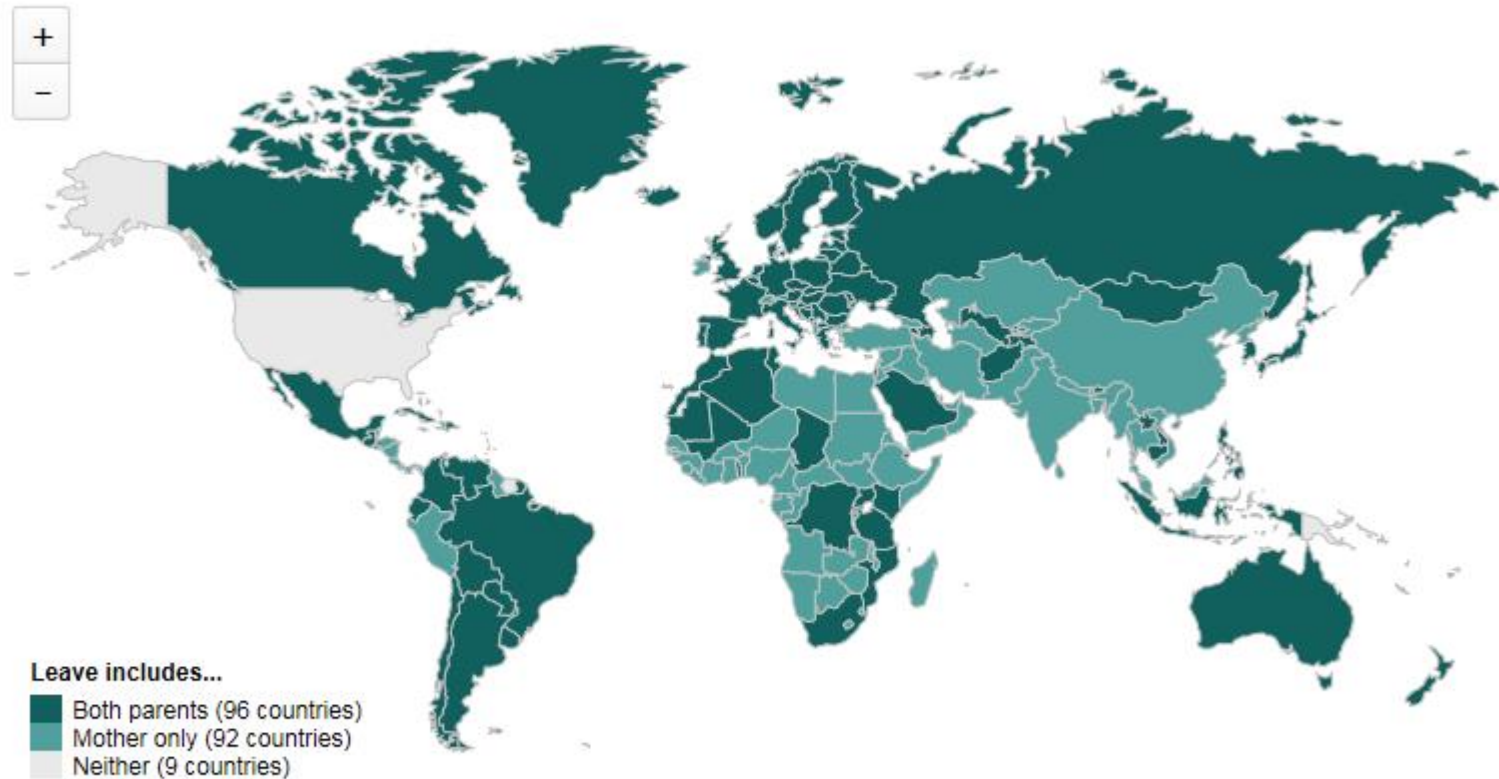 +
−
Leave includes...
Both parents (96 countries)
Mother only (92 countries)
Neither (9 countries)